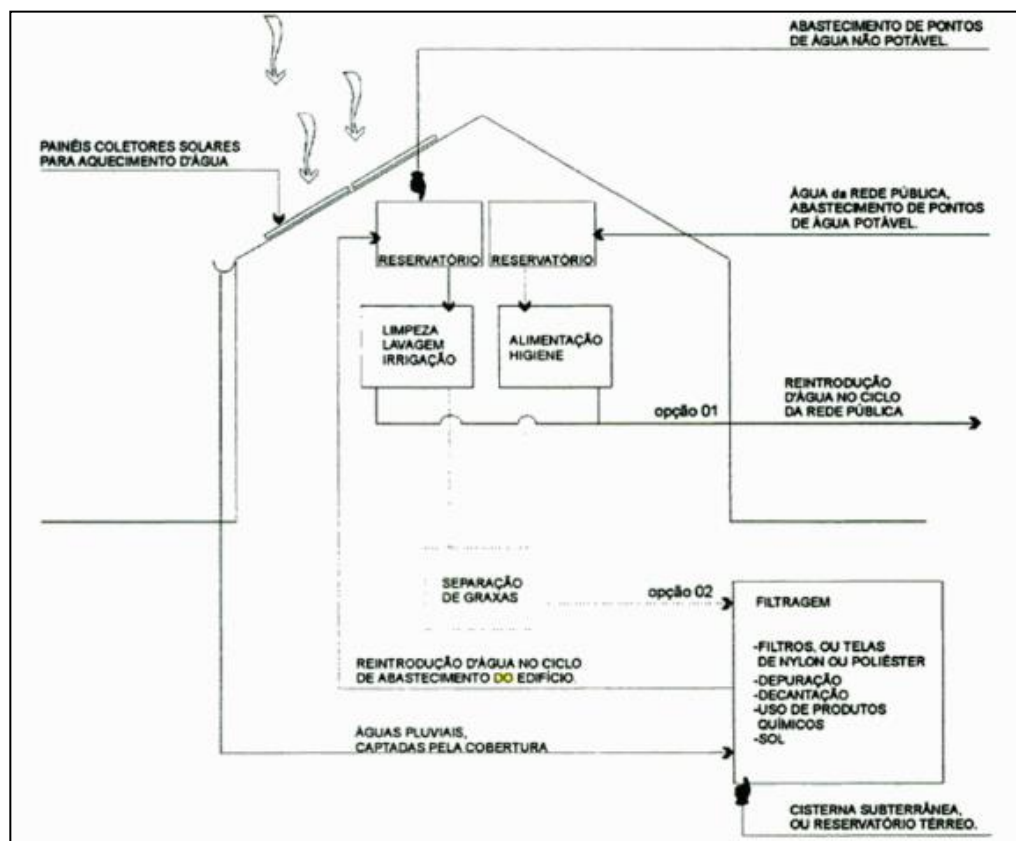 ABASTECIMENTO DE PONTOS
DE ÁGUA NÃO POTÁVEL.
PAINÉIS COLETORES SOLARES
PARA AQUECIMENTO D'ÁGUA
ÁGUA da REDE PÚBLICA,
ABASTECIMENTO DE PONTOS
DE ÁGUA POTÁVEL.
RESERVATÓRIO
RESERVATÓRIO
LIMPEZA
LAVAGEM
IRRIGAÇÃO
ALIMENTAÇÃO
HIGIENE
opção 01
REINTRODUÇÃO
D'ÁGUA NO CICLO
DA REDE PÚBLICA
SEPARAÇÃO
DE GRAXAS
opção 02
FILTRAGEM
-FILTROS, OU TELAS
DE NYLON OU POLIÉSTER
-DEPURAÇÃO
-DECANTAÇÃO
-USO DE PRODUTOS
QUÍMICOS
-SOL
REINTRODUÇÃO D'ÁGUA NO CICLO
DE ABASTECIMENTO DO EDIFÍCIO.
ÁGUAS PLUVIAIS,
CAPTADAS PELA COBERTURA
CISTERNA SUBTERRÂNEA,
OU RESERVATÓRIO TÉRREO.